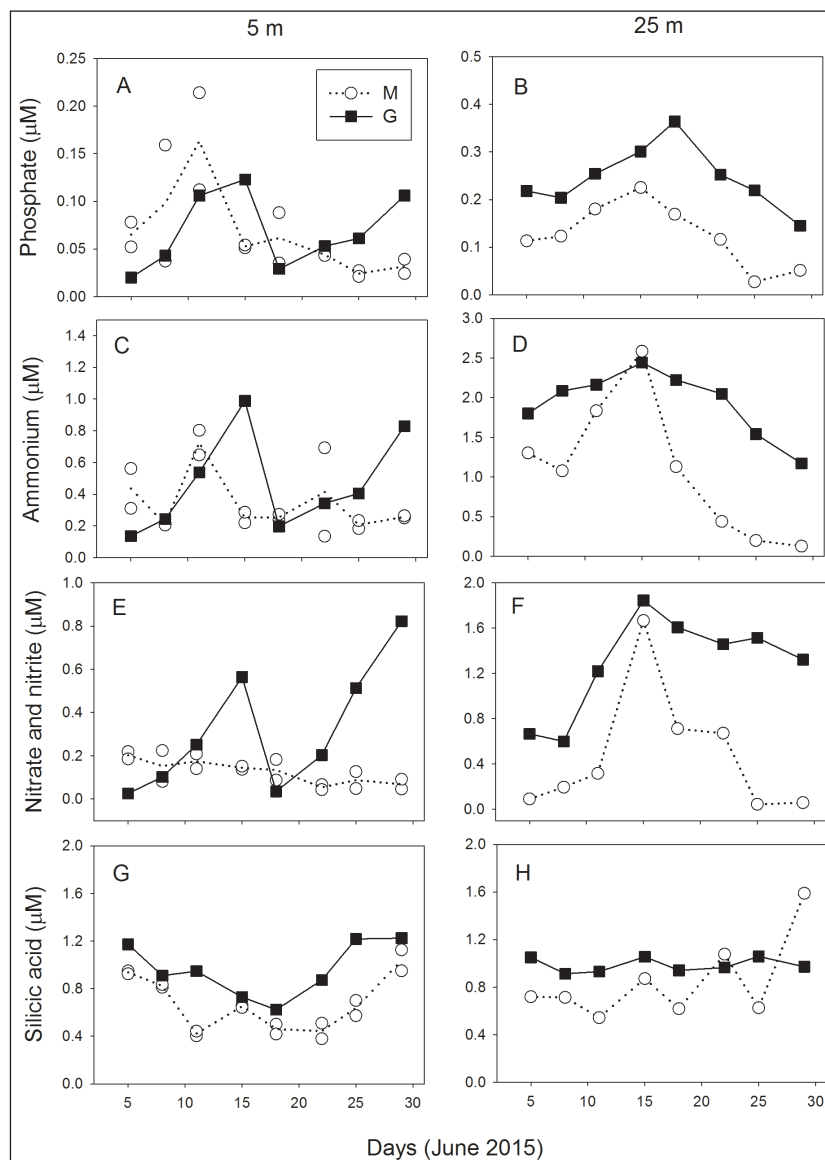 5 m
25 m
A
M
G
0.25
0.20
0.15
0.10
0.05
0.00
Phosphate (μM)
B
0.5
0.4
0.3
0.2
0.1
0.0
C
1.4
1.2
1.0
0.8
0.6
0.4
0.2
0.0
Ammonium (μM)
D
3.0
2.5
2.0
1.5
1.0
0.5
0.0
E
1.0
0.8
0.6
0.4
0.2
0.0
Nitrate and nitrite (μM)
F
2.0
1.6
1.2
0.8
0.4
0.0
G
2.0
1.6
1.2
0.8
0.4
0.0
Silicic acid (μM)
5 10 15 20 25 30
H
2.0
1.6
1.2
0.8
0.4
0.0
5 10 15 20 25 30
Days (June 2015)